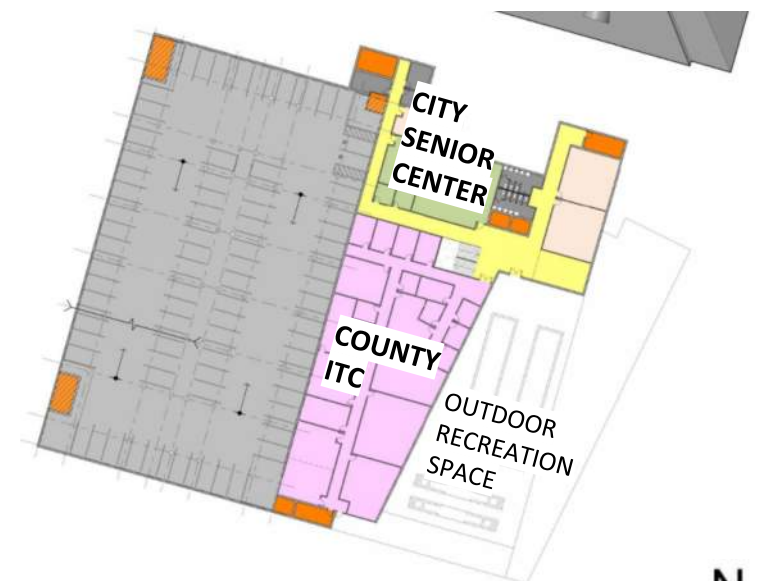 CITY
SENIOR
CENTER
COUNTY
ITC
OUTDOOR
RECREATION
SPACE
N